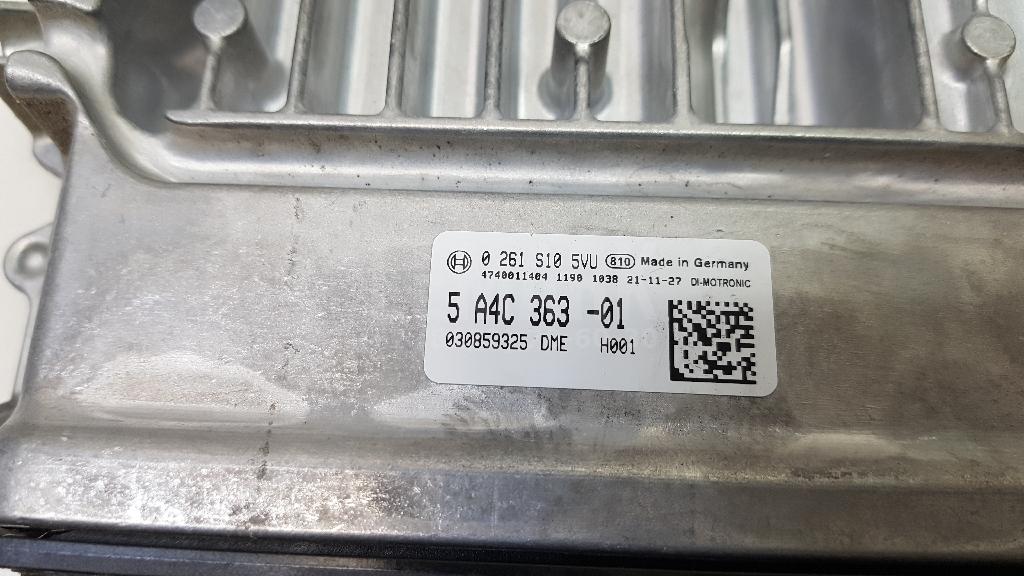 0 261 S10 5VU 810 Made in Germany
4740011404 1190 1038 21-11-27 DI-MOTRONIC
5 A4C 363 -01
030859325 DME H001